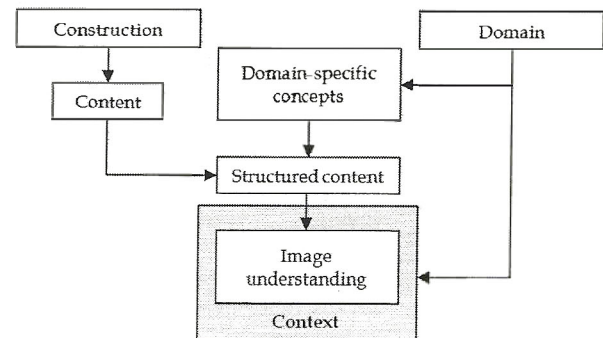 Construction
Domain
Domain-specific
concepts
Content
Structured content
Image
understanding
Context